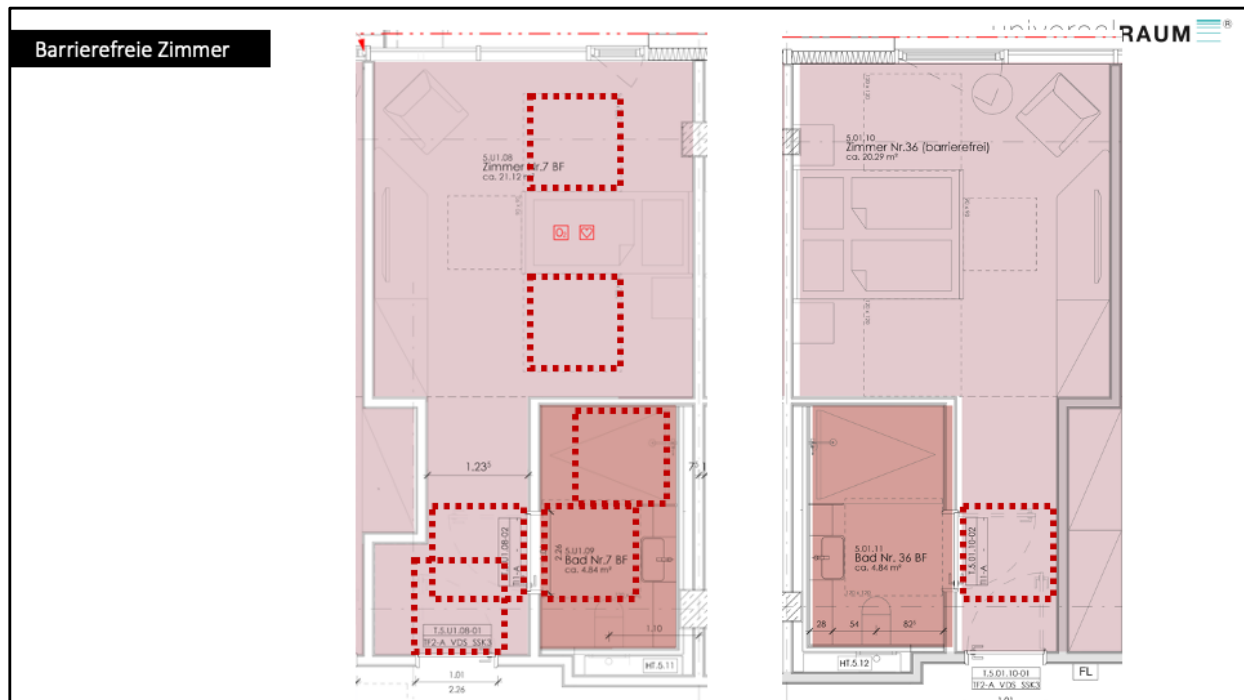 Barrierefreie Zimmer
RAUM
®
5.U1.08
Zimmer Nr.7 BF
ca. 21.12 m²
1.23⁵
5.U1.09
Bad Nr.7 BF
ca. 4.84 m²
2.26
T.5.U1.08-01
TF2-A_VDS_SSK3
1.10
HT.5.11
1.01
2.26
5.01.10
Zimmer Nr.36 (barrierefrei)
ca. 20.29 m²
5.01.11
Bad Nr. 36 BF
ca. 4.84 m²
T.5.01.10-02
28
54
82⁵
HT.5.12
FL